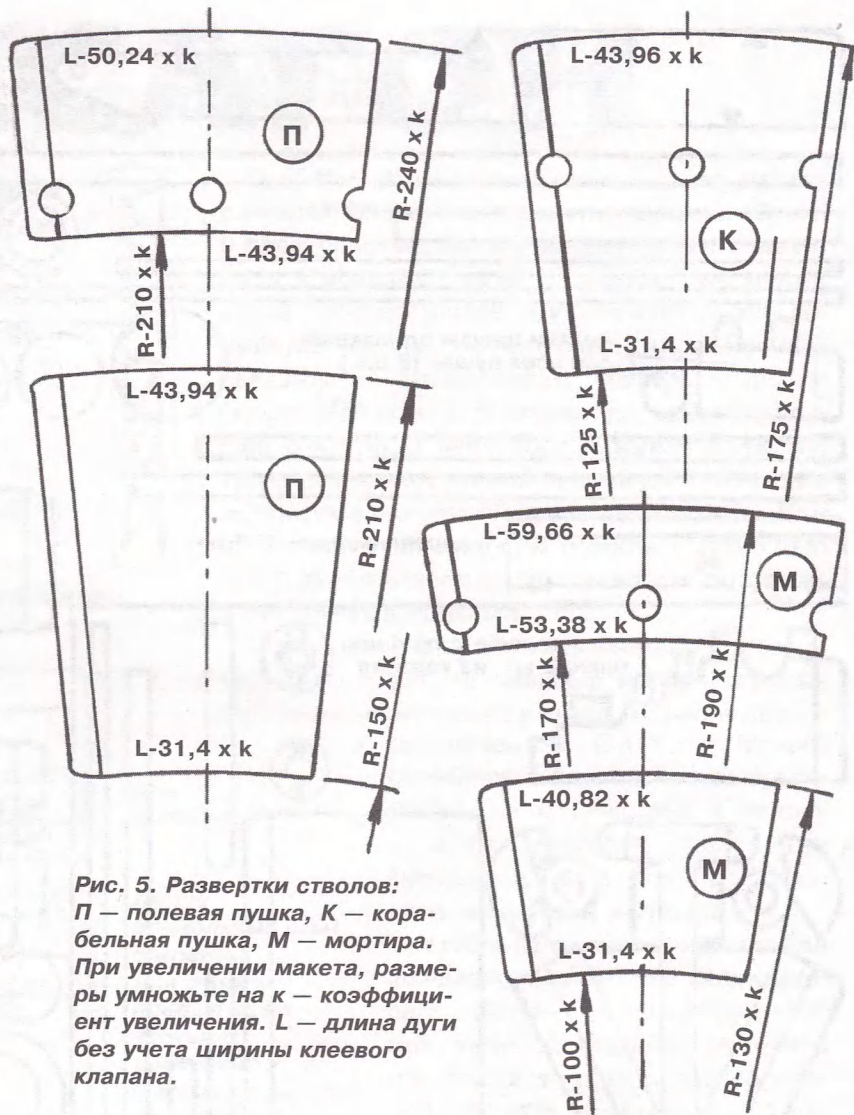 L-50,24 x k
П
R-240 x k
L-43,94 x k
R-210 x k
L-43,94 x k
П
R-210 x k
R-150 x k
L-31,4 x k
L-43,96 x k
К
L-31,4 x k
R-125 x k
R-175 x k
L-59,66 x k
М
L-53,38 x k
R-170 x k
R-190 x k
L-40,82 x k
М
L-31,4 x k
R-100 x k
R-130 x k
Рис. 5. Развертки стволов:
П — полевая пушка, К — кора-
бельная пушка, М — мортира.
При увеличении макета, разме-
ры умножьте на к — коэффици-
ент увеличения. L — длина дуги
без учета ширины клеевого
клапана.